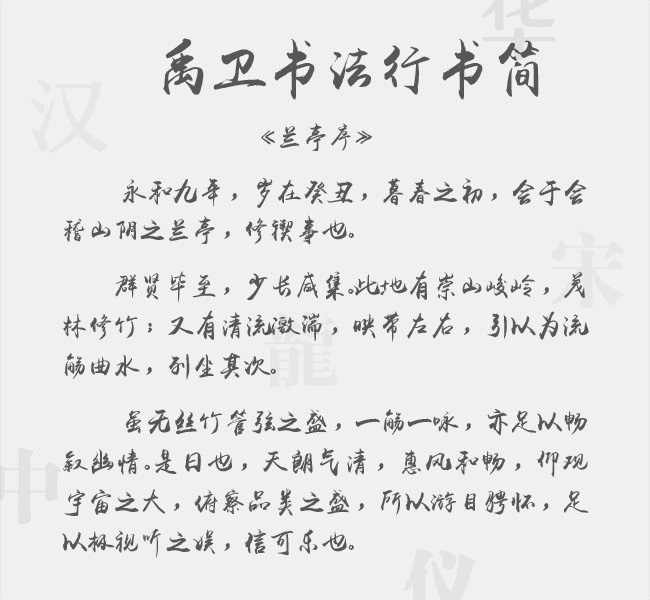 禹卫书法行书简
《兰亭序》
永和九年，岁在癸丑，暮春之初，会于会
稽山阴之兰亭，修禊事也。
群贤毕至，少长咸集。此地有崇山峻岭，茂
林修竹；又有清流激湍，映带左右，引以为流
觞曲水，列坐其次。
虽无丝竹管弦之盛，一觞一咏，亦足以畅
叙幽情。是日也，天朗气清，惠风和畅，仰观
宇宙之大，俯察品类之盛，所以游目骋怀，足
以极视听之娱，信可乐也。
华
汉
宋
龍
中
仪